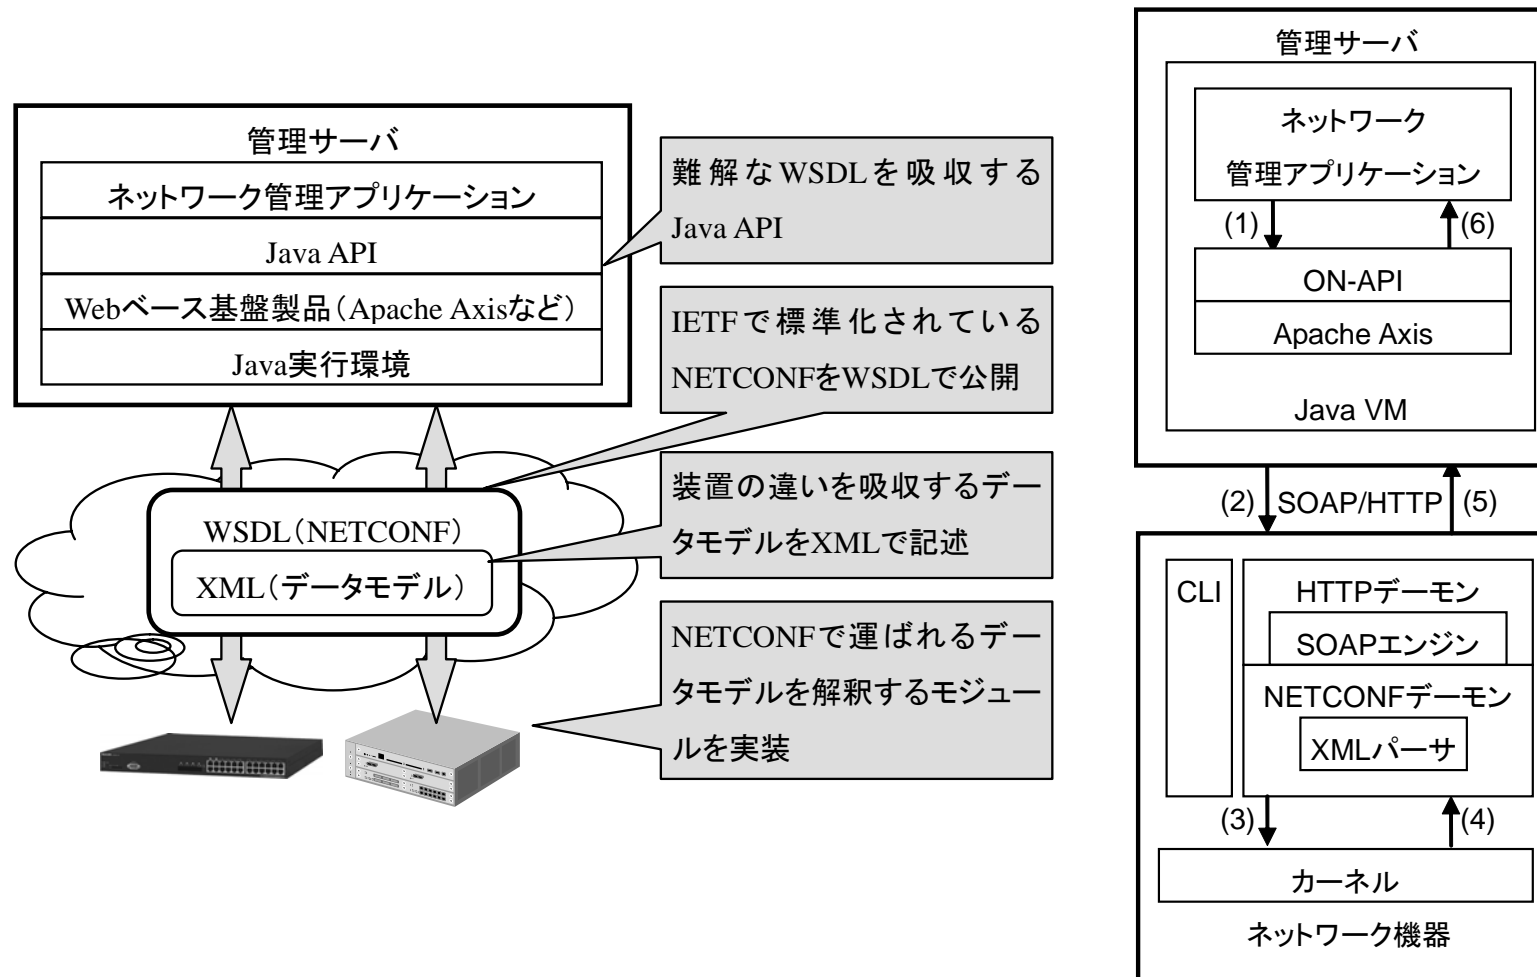 管理サーバ
ネットワーク管理アプリケーション
Java API
Webベース基盤製品（Apache Axisなど）
Java実行環境
難解なWSDLを吸収する
Java API
IETFで標準化されている
NETCONFをWSDLで公開
装置の違いを吸収するデー
タモデルをXMLで記述
NETCONFで運ばれるデー
タモデルを解釈するモジュー
ルを実装
WSDL（NETCONF）
XML（データモデル）
管理サーバ
ネットワーク
管理アプリケーション
(1)
(6)
ON-API
Apache Axis
Java VM
(2)
SOAP/HTTP
(5)
CLI
HTTPデーモン
SOAPエンジン
NETCONFデーモン
XMLパーサ
(3)
(4)
カーネル
ネットワーク機器